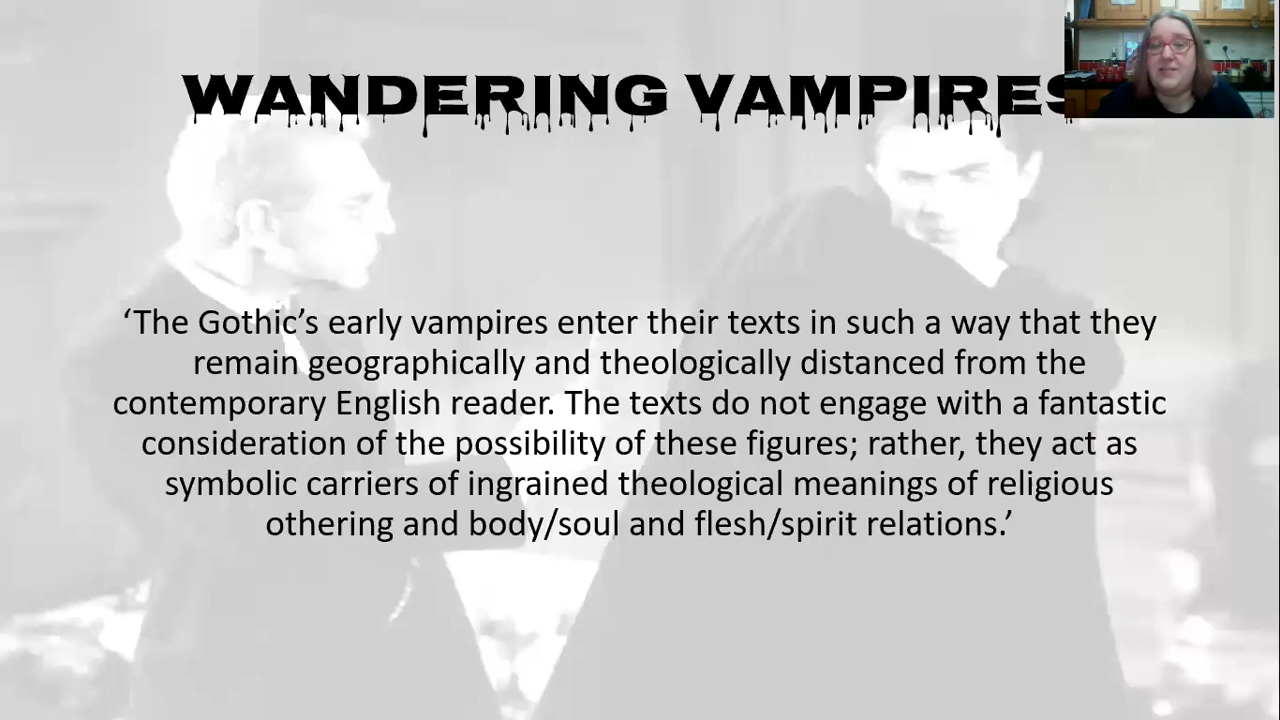 WANDERING VAMPIRES
‘The Gothic’s early vampires enter their texts in such a way that they
remain geographically and theologically distanced from the
contemporary English reader. The texts do not engage with a fantastic
consideration of the possibility of these figures; rather, they act as
symbolic carriers of ingrained theological meanings of religious
othering and body/soul and flesh/spirit relations.’